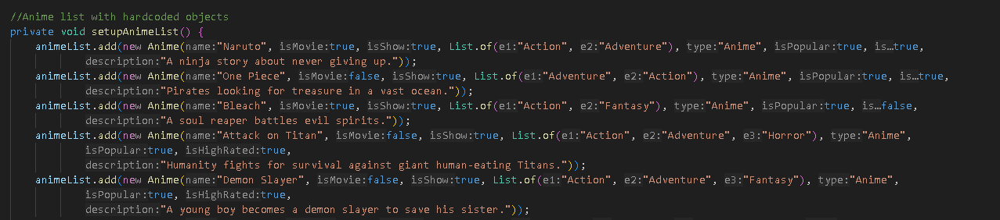 //Anime list with hardcoded objects
private void setupAnimeList() {
animeList.add(new Anime(name:"Naruto", isMovie:true, isShow:true, List.of(e1:"Action", e2:"Adventure"), type:"Anime", isPopular:true, is…true,
description:"A ninja story about never giving up."));
animeList.add(new Anime(name:"One Piece", isMovie:false, isShow:true, List.of(e1:"Adventure", e2:"Action"), type:"Anime", isPopular:true, is…true,
description:"Pirates looking for treasure in a vast ocean."));
animeList.add(new Anime(name:"Bleach", isMovie:true, isShow:true, List.of(e1:"Action", e2:"Fantasy"), type:"Anime", isPopular:true, is…false,
description:"A soul reaper battles evil spirits."));
animeList.add(new Anime(name:"Attack on Titan", isMovie:false, isShow:true, List.of(e1:"Action", e2:"Adventure", e3:"Horror"), type:"Anime",
isPopular:true, isHighRated:true,
description:"Humanity fights for survival against giant human-eating Titans."));
animeList.add(new Anime(name:"Demon Slayer", isMovie:false, isShow:true, List.of(e1:"Action", e2:"Adventure", e3:"Fantasy"), type:"Anime",
isPopular:true, isHighRated:true,
description:"A young boy becomes a demon slayer to save his sister."));